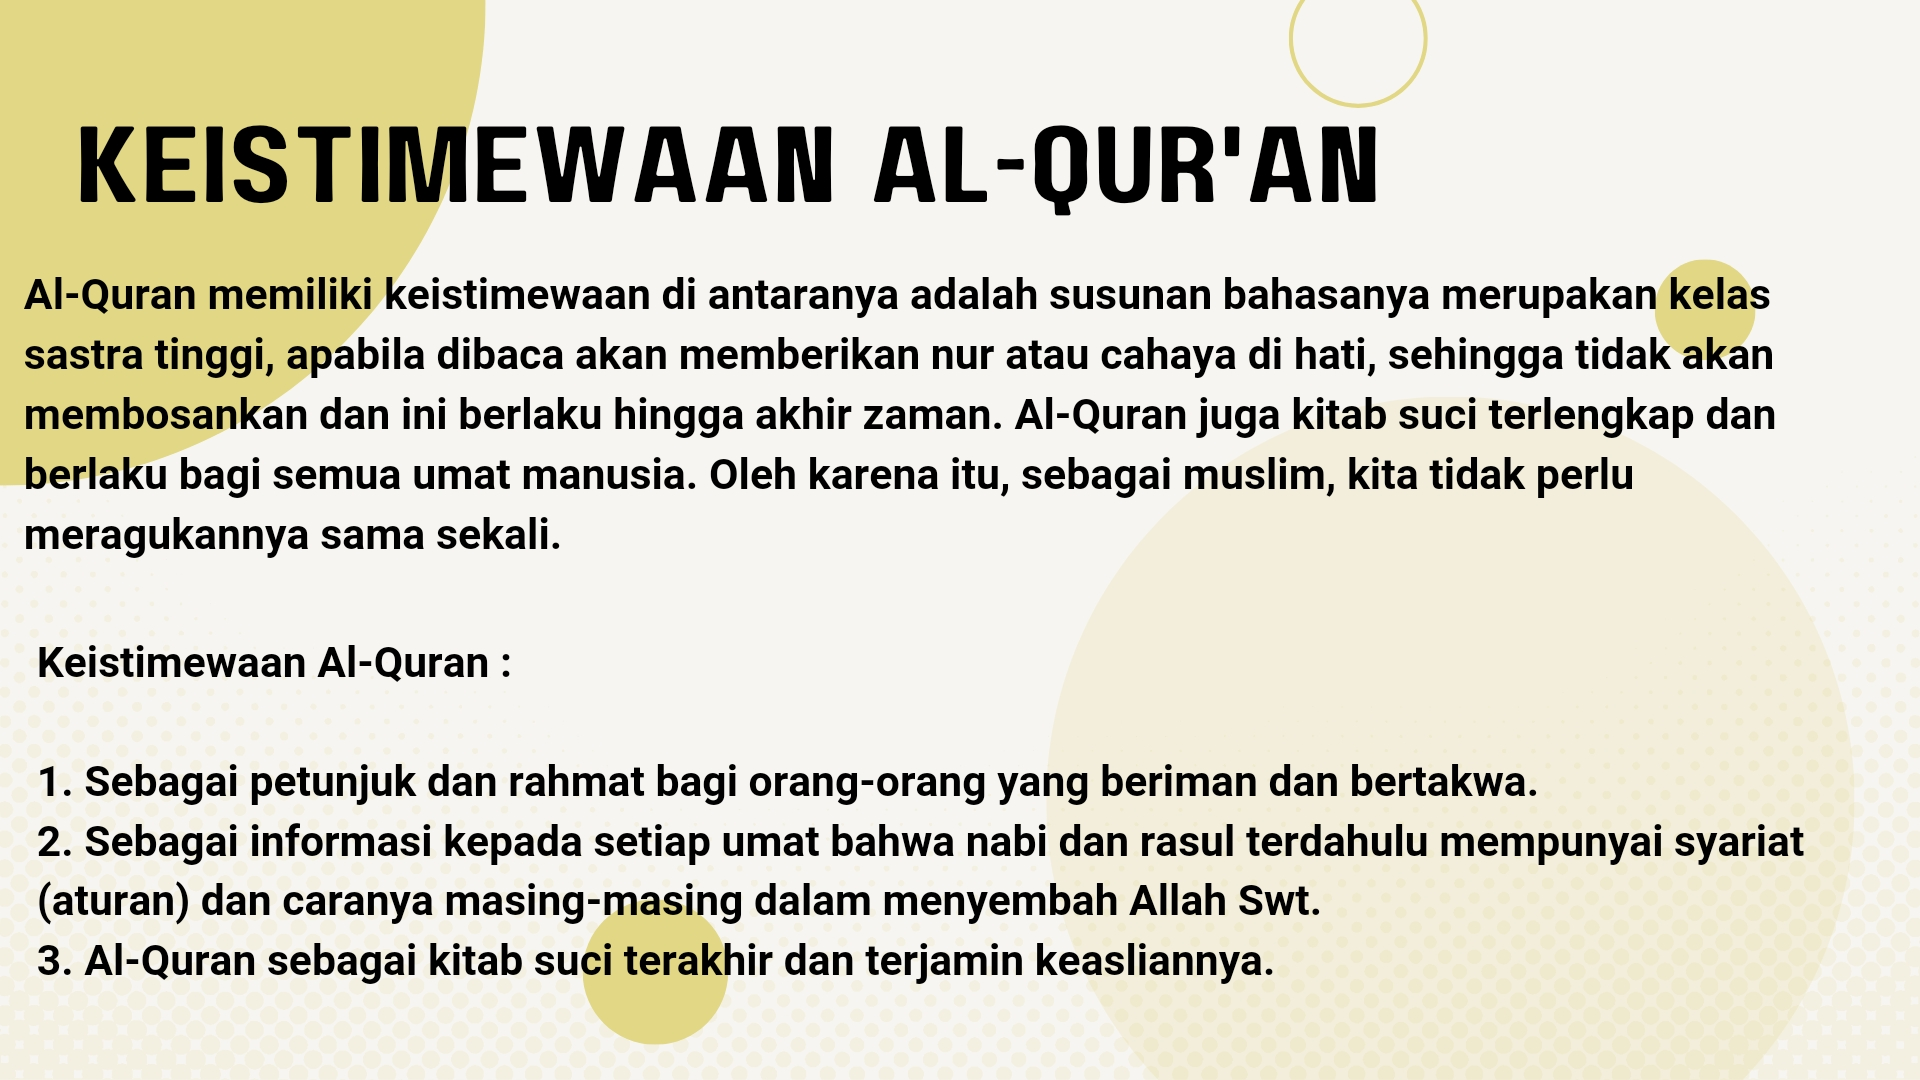 KEISTIMEWAAN AL-QUR'AN
Al-Quran memiliki keistimewaan di antaranya adalah susunan bahasanya merupakan kelas
sastra tinggi, apabila dibaca akan memberikan nur atau cahaya di hati, sehingga tidak akan
membosankan dan ini berlaku hingga akhir zaman. Al-Quran juga kitab suci terlengkap dan
berlaku bagi semua umat manusia. Oleh karena itu, sebagai muslim, kita tidak perlu
meragukannya sama sekali.
Keistimewaan Al-Quran :
1. Sebagai petunjuk dan rahmat bagi orang-orang yang beriman dan bertakwa.
2. Sebagai informasi kepada setiap umat bahwa nabi dan rasul terdahulu mempunyai syariat
(aturan) dan caranya masing-masing dalam menyembah Allah Swt.
3. Al-Quran sebagai kitab suci terakhir dan terjamin keasliannya.